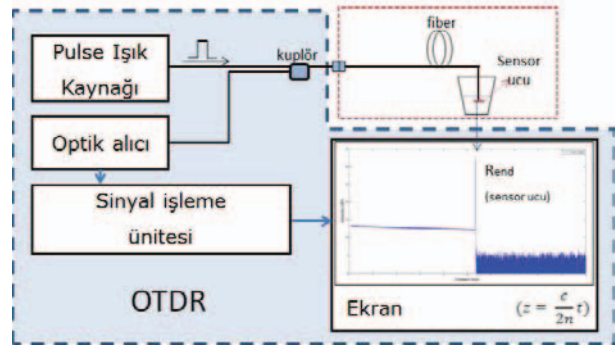 Pulse Işık
Kaynağı
kuplör
fiber
Sensor
ucu
Optik alıcı
Sinyal işleme
ünitesi
OTDR
Rend
(sensor ucu)
Ekran
(z = c/2n t)